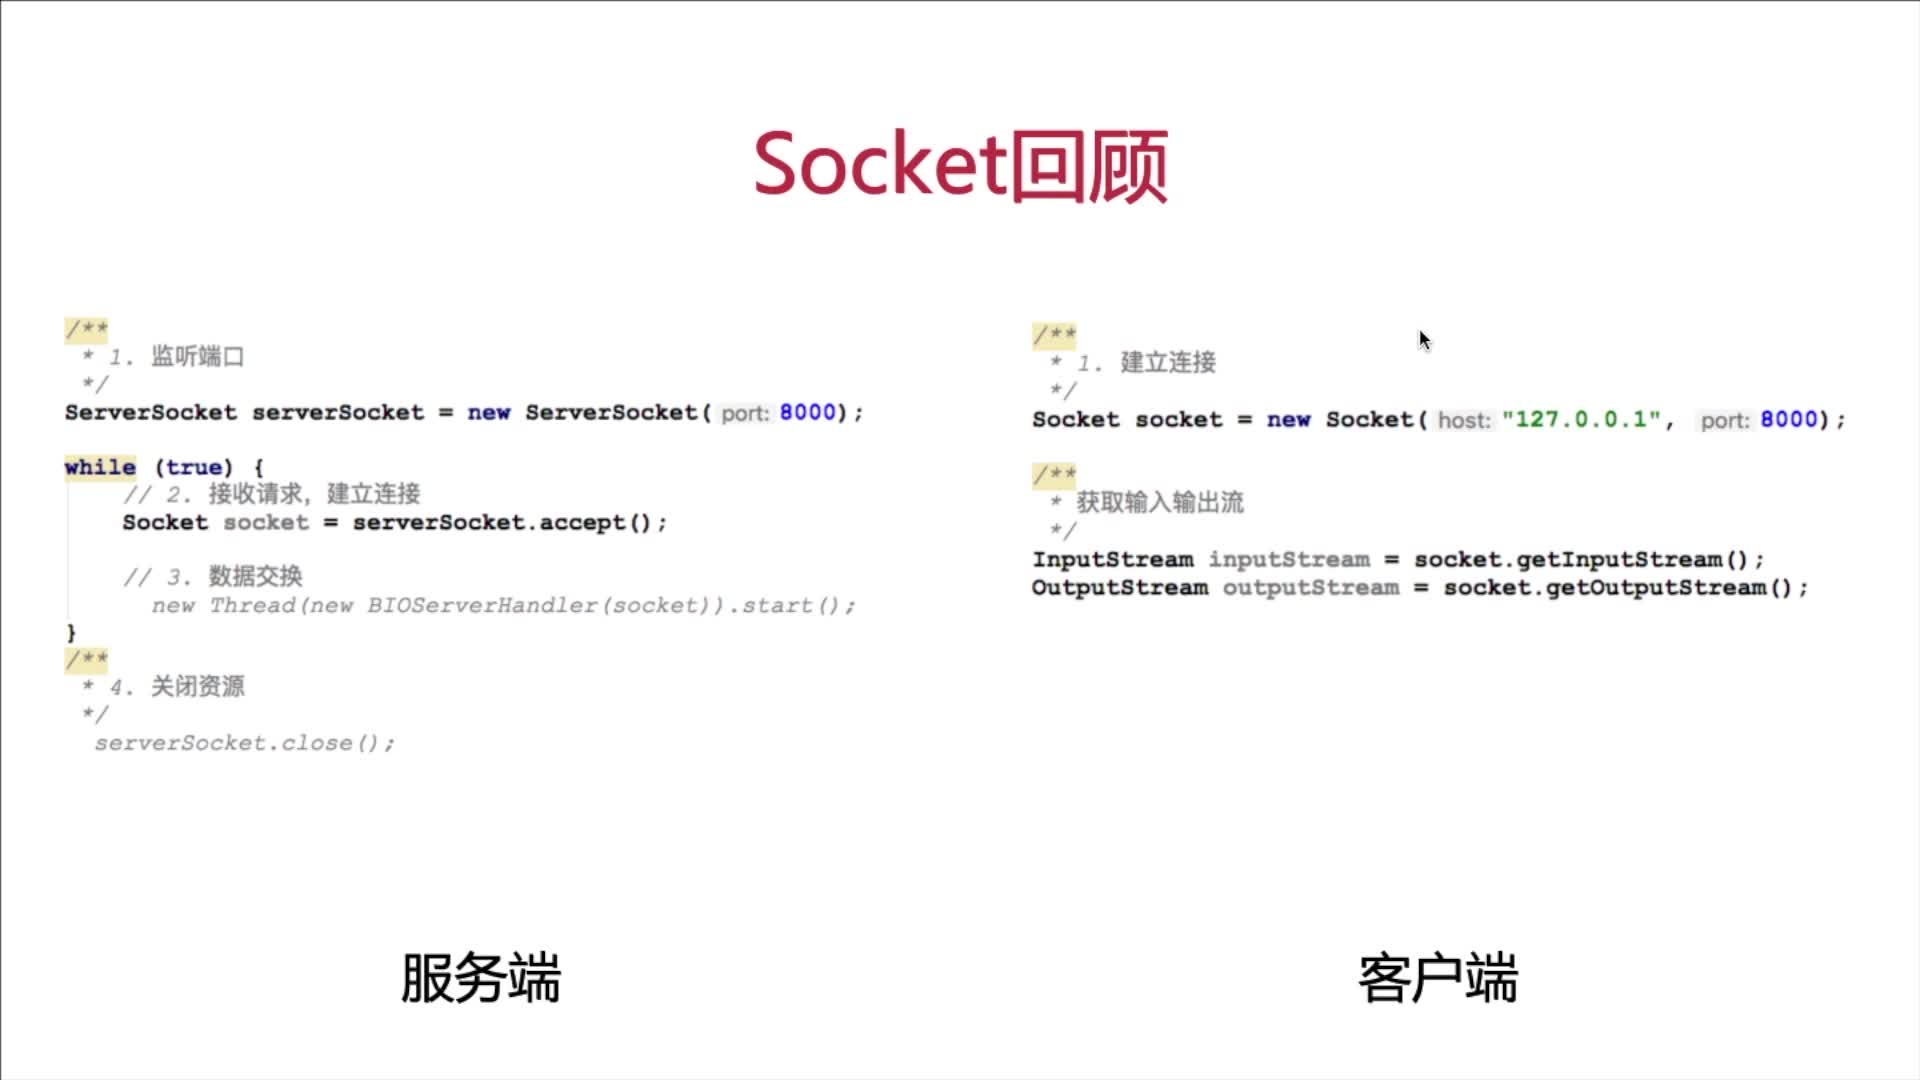 Socket回顾
/**
 * 1. 监听端口
 */
ServerSocket serverSocket = new ServerSocket( port: 8000);
while (true) {
// 2. 接收请求，建立连接
Socket socket = serverSocket.accept();
// 3. 数据交换
new Thread(new BIOServerHandler(socket)).start();
}
/**
 * 4. 关闭资源
 */
serverSocket.close();
服务端
/**
 * 1. 建立连接
 */
Socket socket = new Socket( host: "127.0.0.1", port: 8000);
/**
 * 获取输入输出流
 */
InputStream inputStream = socket.getInputStream();
OutputStream outputStream = socket.getOutputStream();
客户端